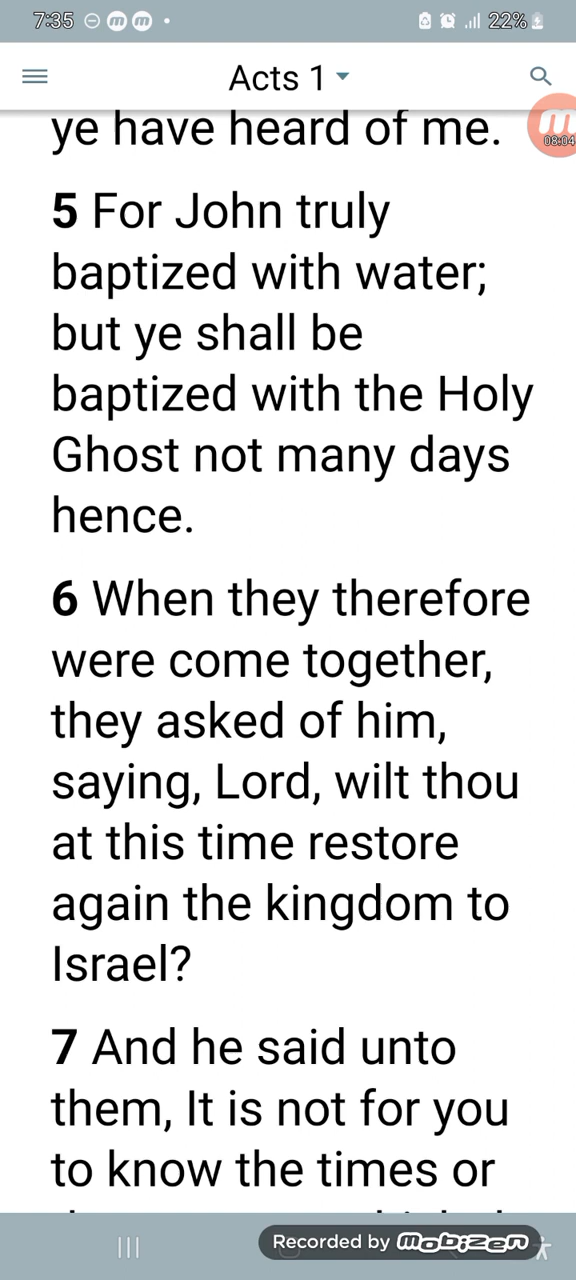 7:35
22%
Acts 1
ye have heard of me.
08:04
5 For John truly
baptized with water;
but ye shall be
baptized with the Holy
Ghost not many days
hence.
6 When they therefore
were come together,
they asked of him,
saying, Lord, wilt thou
at this time restore
again the kingdom to
Israel?
7 And he said unto
them, It is not for you
to know the times or
Recorded by mobizen